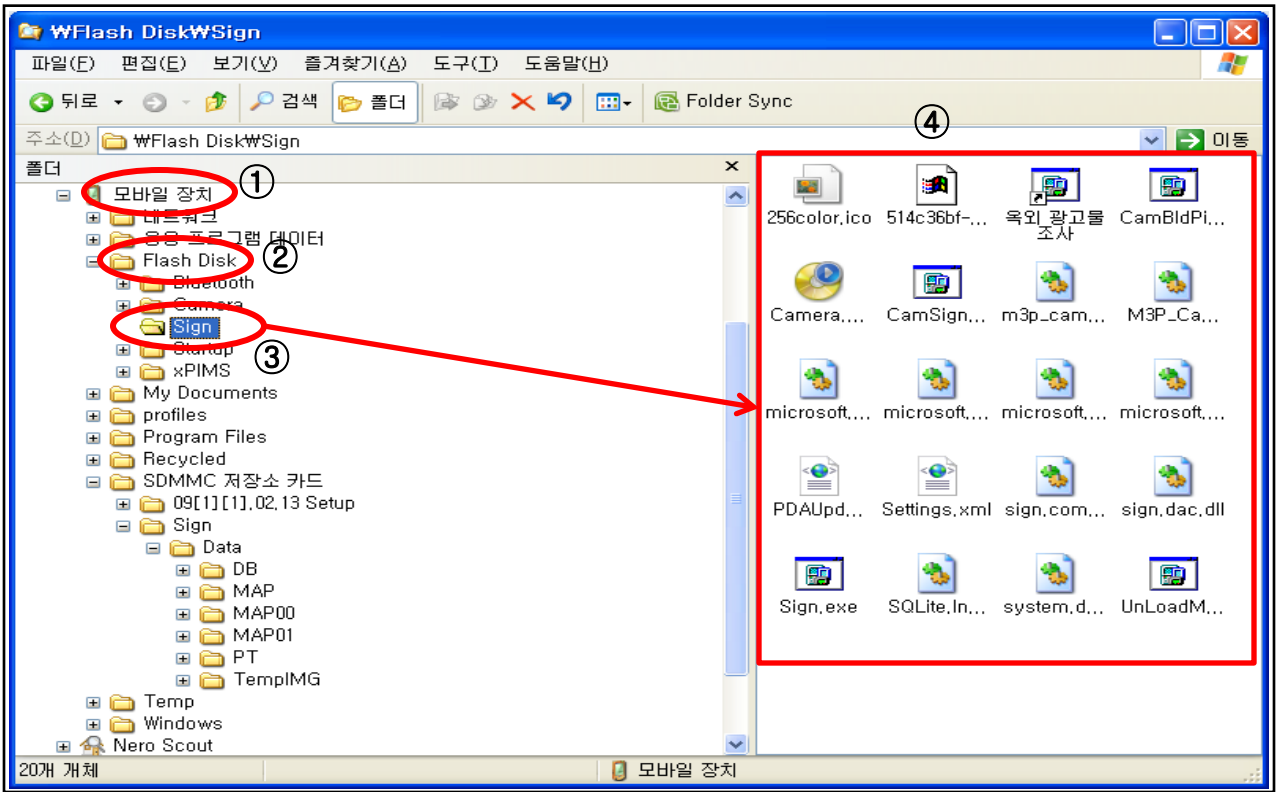 ₩Flash Disk₩Sign
파일(F) 편집(E) 보기(V) 즐겨찾기(A) 도구(T) 도움말(H)
뒤로 검색 폴더 Folder Sync
주소(D) ₩Flash Disk₩Sign 이동
④
폴더
모바일 장치
①
네트워크
응용 프로그램 데이터
Flash Disk
②
Bluetooth
Camera
Sign
Startup
③
xPIMS
My Documents
profiles
Program Files
Recycled
SDMMC 저장소 카드
09[1][1].02.13 Setup
Sign
Data
DB
MAP
MAP00
MAP01
PT
TempIMG
Temp
Windows
Nero Scout
256color.ico 514c36bf-... 옥외 광고물 CamBldPi...
조사
Camera.... CamSign... m3p_cam... M3P_Ca...
microsoft.... microsoft.... microsoft.... microsoft....
PDAUpd... Settings.xml sign.com... sign.dac.dll
Sign.exe SQLite.In... system.d... UnLoadM...
20개 개체 모바일 장치